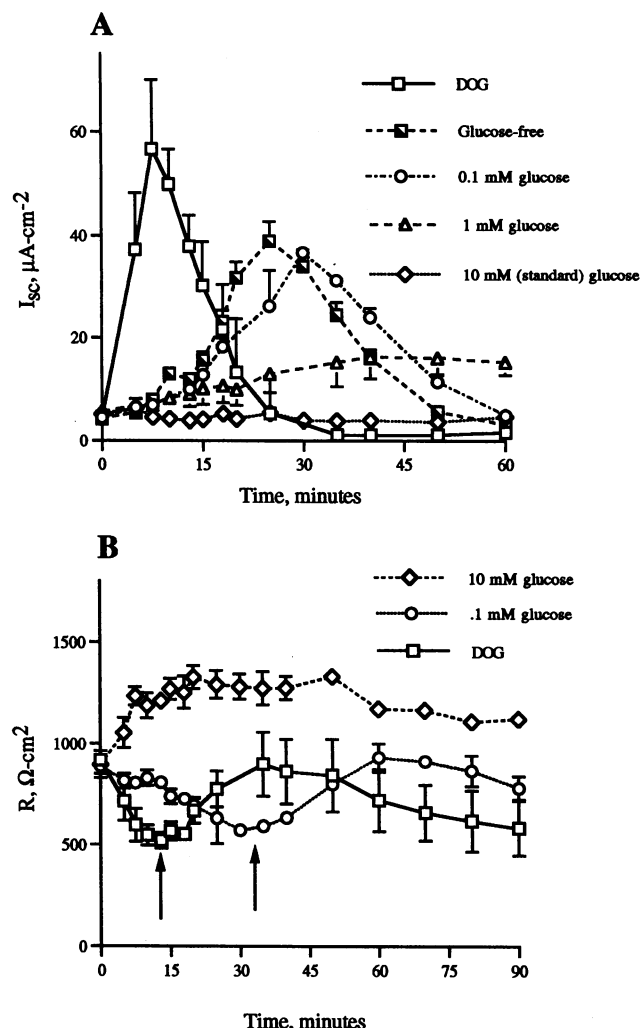 A
60
40
20
0
Isc, μA-cm-2
DOG
Glucose-free
0.1 mM glucose
1 mM glucose
10 mM (standard) glucose
0 15 30 45 60
Time, minutes
B
10 mM glucose
.1 mM glucose
DOG
1500
1000
500
0
R, Ω-cm2
0 15 30 45 60 75 90
Time, minutes